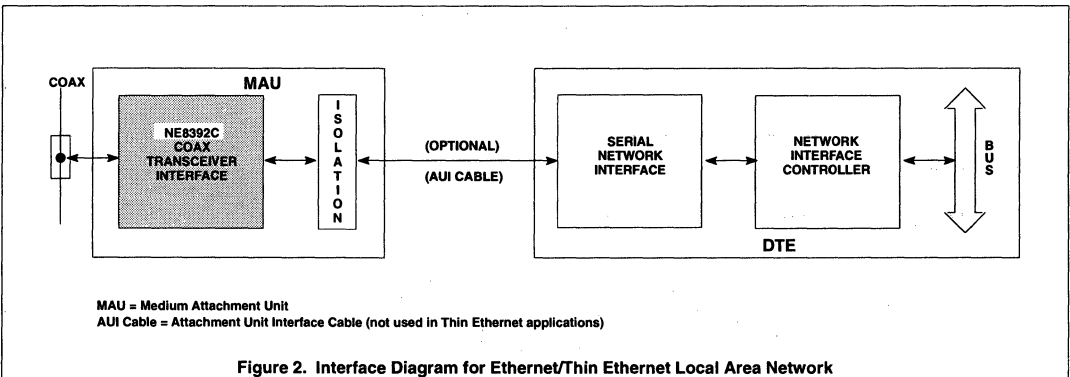 COAX
MAU
NE8392C
COAX
TRANSCEIVER
INTERFACE
ISOLATION
(OPTIONAL)
(AUI CABLE)
SERIAL
NETWORK
INTERFACE
NETWORK
INTERFACE
CONTROLLER
BUS
DTE
MAU = Medium Attachment Unit
AUI Cable = Attachment Unit Interface Cable (not used in Thin Ethernet applications)
Figure 2. Interface Diagram for Ethernet/Thin Ethernet Local Area Network